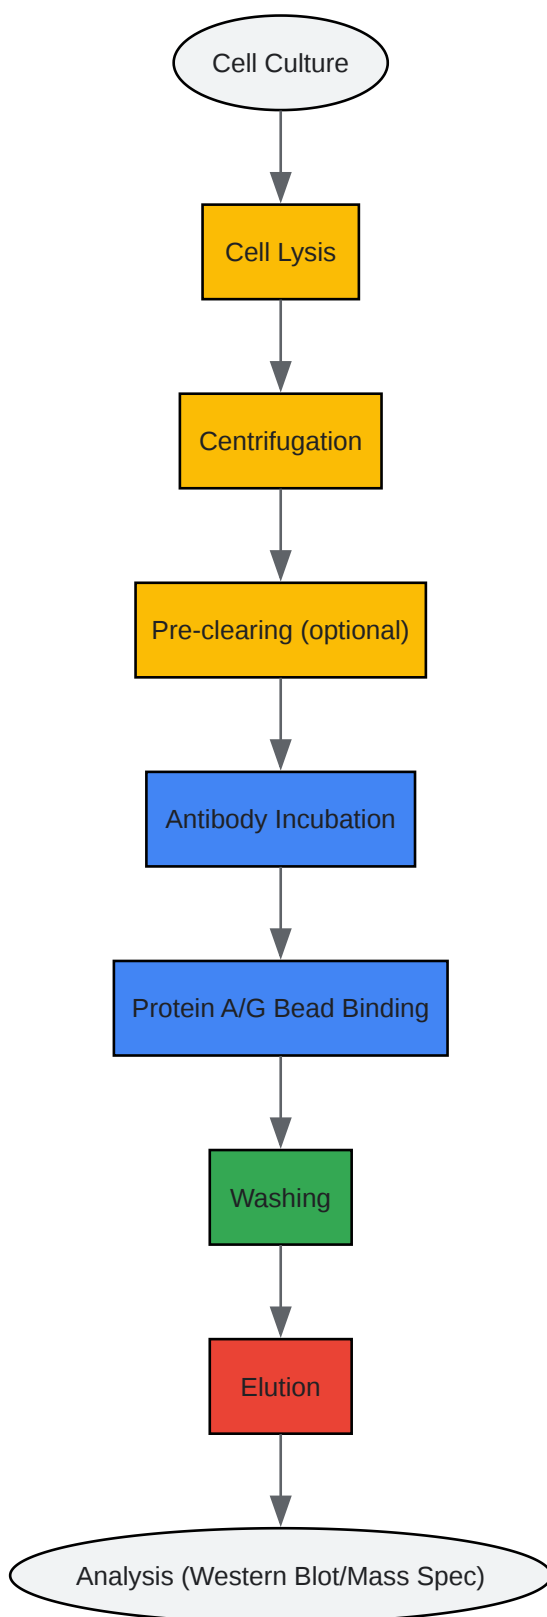 Cell Culture
Cell Lysis
Centrifugation
Pre-clearing (optional)
Antibody Incubation
Protein A/G Bead Binding
Washing
Elution
Analysis (Western Blot/Mass Spec)